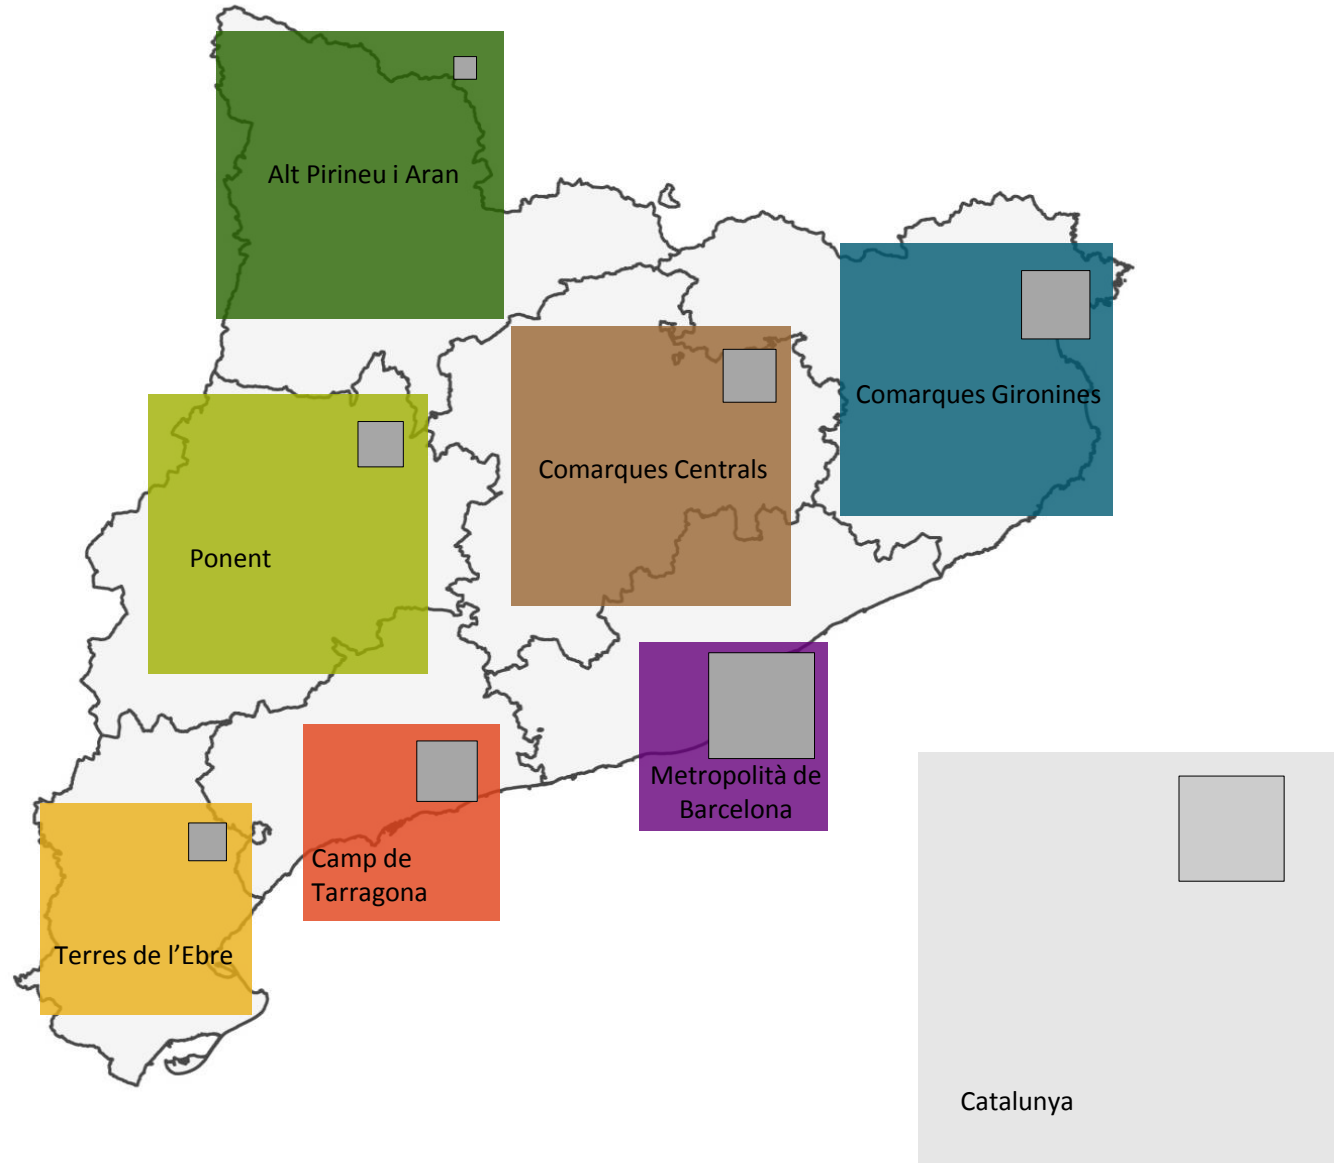 Alt Pirineu i Aran
Comarques Gironines
Comarques Centrals
Ponent
Metropolità de
Barcelona
Camp de
Tarragona
Terres de l’Ebre
Catalunya